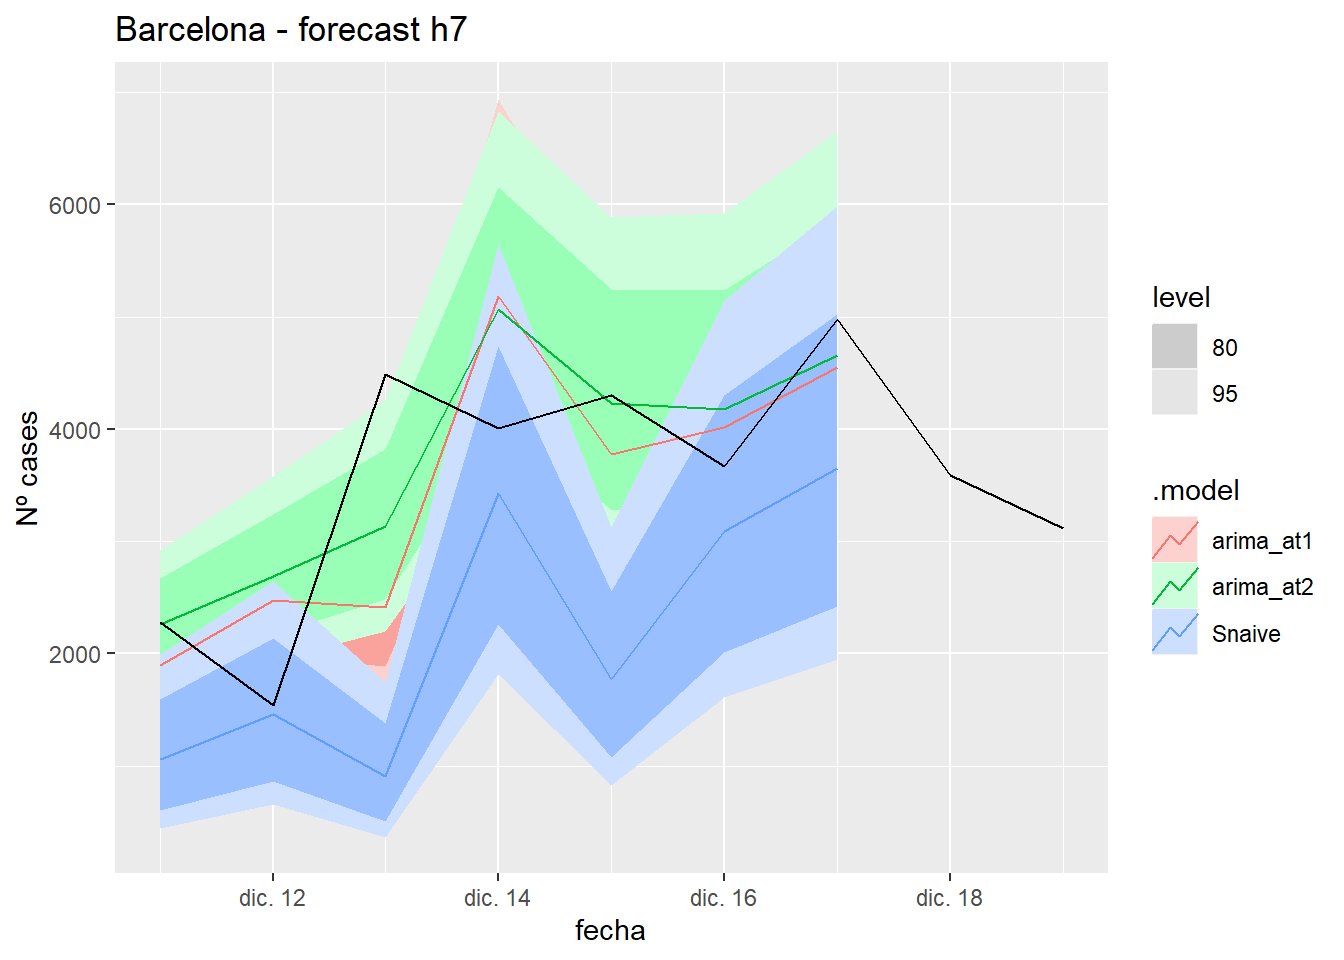 Barcelona - forecast h7
Nº cases
6000
4000
2000
dic. 12
dic. 14
dic. 16
dic. 18
fecha
level
80
95
.model
arima_at1
arima_at2
Snaive